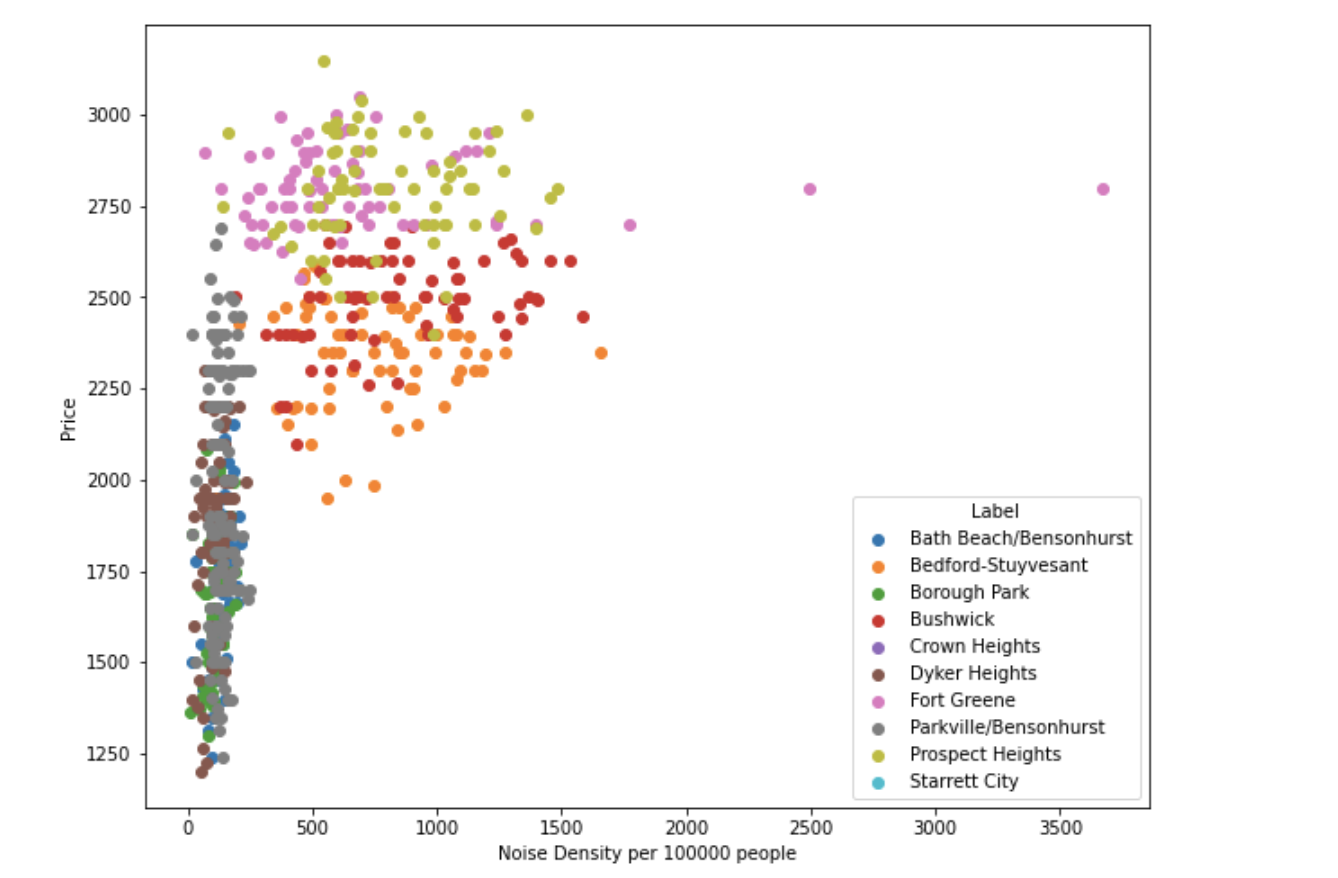 3000
2750
2500
2250
2000
1750
1500
1250
Price
Label
Bath Beach/Bensonhurst
Bedford-Stuyvesant
Borough Park
Bushwick
Crown Heights
Dyker Heights
Fort Greene
Parkville/Bensonhurst
Prospect Heights
Starrett City
0 500 1000 1500 2000 2500 3000 3500
Noise Density per 100000 people